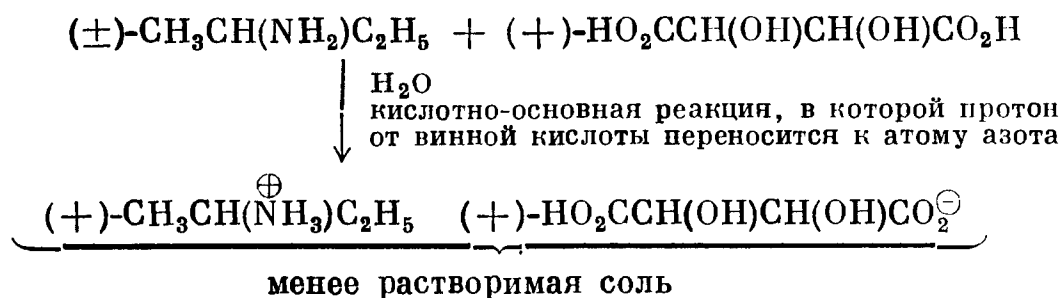 (±)-CH₃CH(NH₂)C₂H₅ + (+)-HO₂CCH(OH)CH(OH)CO₂H
H₂O
кислотно-основная реакция, в которой протон
от винной кислоты переносится к атому азота
(+)-CH₃CH(N⊕H₃)C₂H₅ (+)-HO₂CCH(OH)CH(OH)CO₂⊖
менее растворимая соль